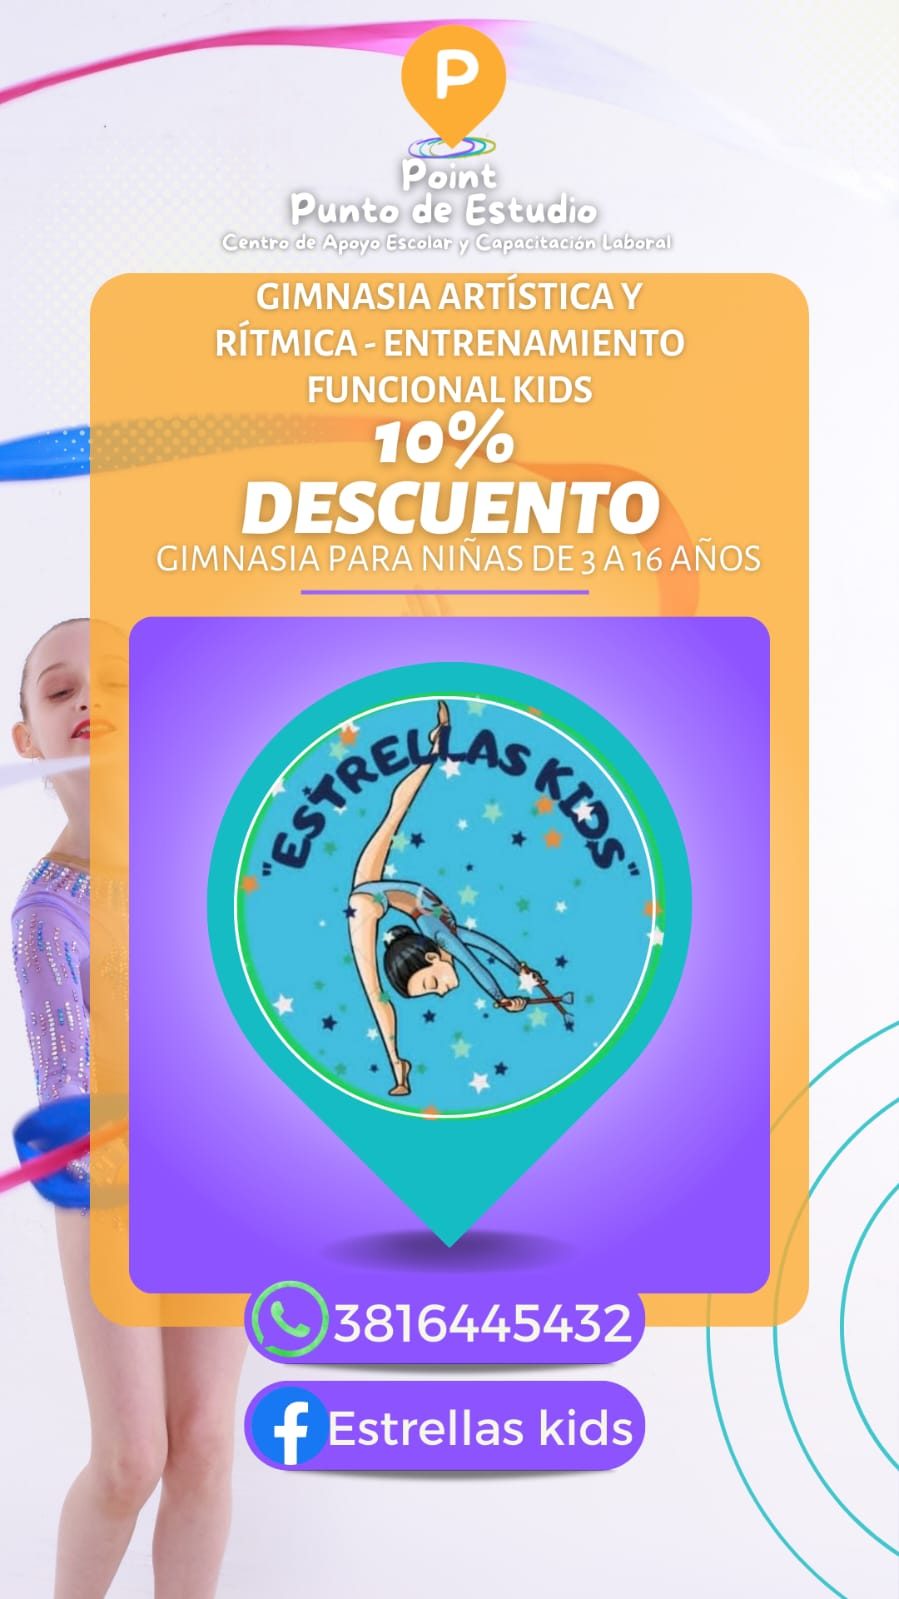 P
Point
Punto de Estudio
Centro de Apoyo Escolar y Capacitación Laboral
GIMNASIA ARTÍSTICA Y
RÍTMICA - ENTRENAMIENTO
FUNCIONAL KIDS
10%
DESCUENTO
GIMNASIA PARA NIÑAS DE 3 A 16 AÑOS
"ESTRELLAS KIDS"
3816445432
Estrellas kids